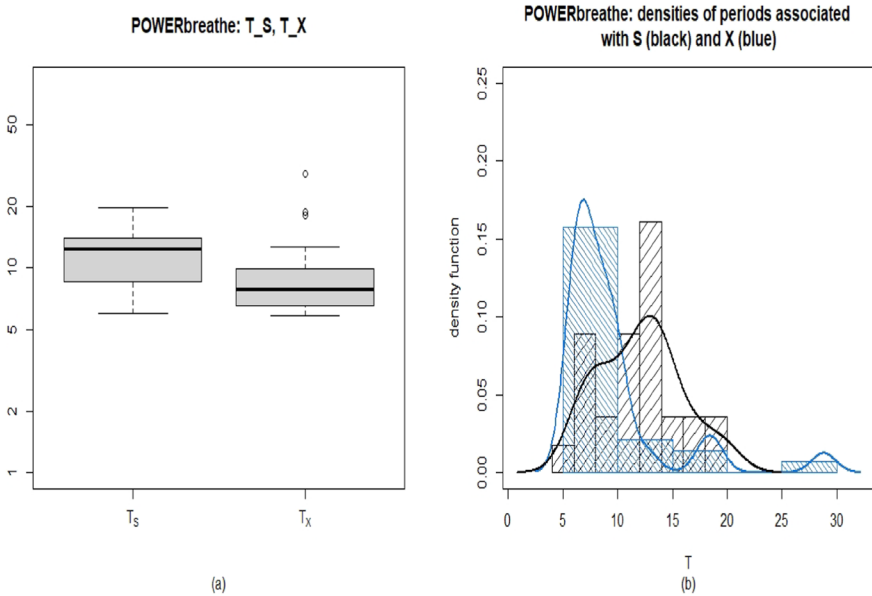 POWERbreathe: T_S, T_X
50
20
10
5
2
1
T_S
T_X
(a)
POWERbreathe: densities of periods associated
with S (black) and X (blue)
density function
0.25
0.20
0.15
0.10
0.05
0.00
0 5 10 15 20 25 30
T
(b)